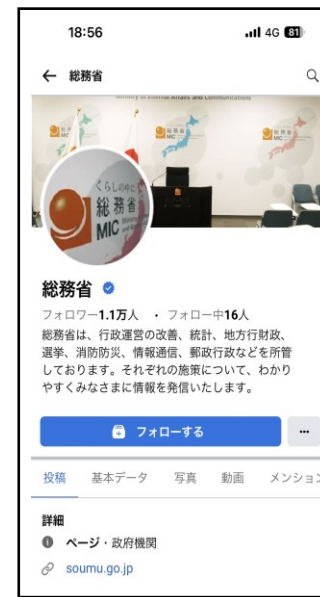 18:56
4G 81
総務省
Ministry of Internal Affairs and Communications
くらしの中に
総務省
MIC
総務省
フォロワー1.1万人 ・ フォロー中16人
総務省は、行政運営の改善、統計、地方行財政、
選挙、消防防災、情報通信、郵政行政などを所管
しております。それぞれの施策について、わかり
やすくみなさまに情報を発信いたします。
フォローする
投稿 基本データ 写真 動画 メンション
詳細
ページ・政府機関
soumu.go.jp